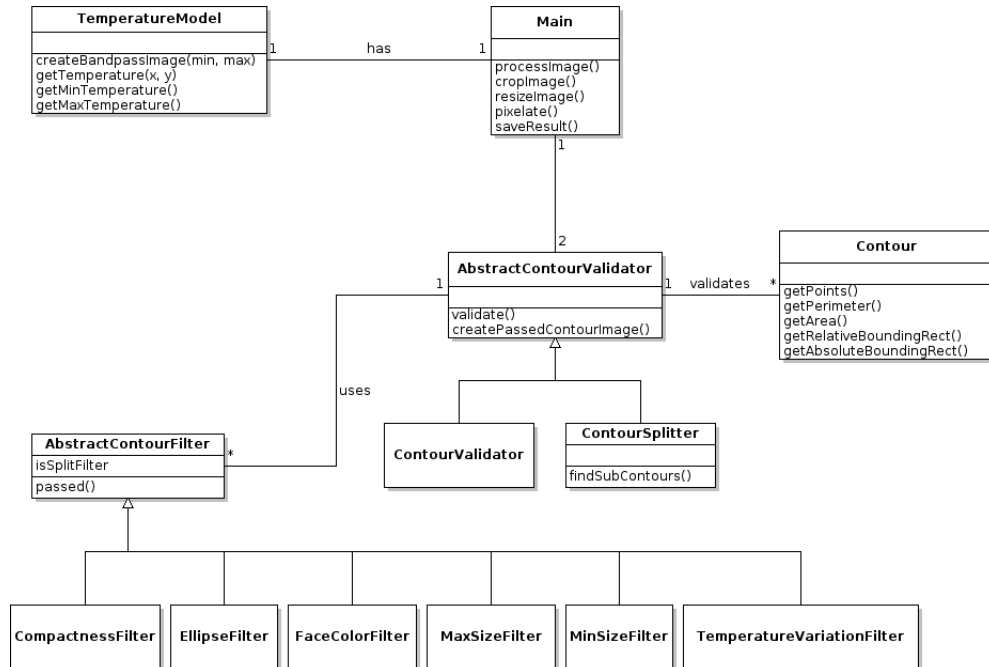 TemperatureModel
createBandpassImage(min, max)
getTemperature(x, y)
getMinTemperature()
getMaxTemperature()
1
has
1
Main
processImage()
cropImage()
resizeImage()
pixelate()
saveResult()
1
2
AbstractContourValidator
validate()
createPassedContourImage()
1
1
validates
*
Contour
getPoints()
getPerimeter()
getArea()
getRelativeBoundingRect()
getAbsoluteBoundingRect()
uses
*
AbstractContourFilter
isSplitFilter
passed()
ContourValidator
ContourSplitter
findSubContours()
CompactnessFilter
EllipseFilter
FaceColorFilter
MaxSizeFilter
MinSizeFilter
TemperatureVariationFilter